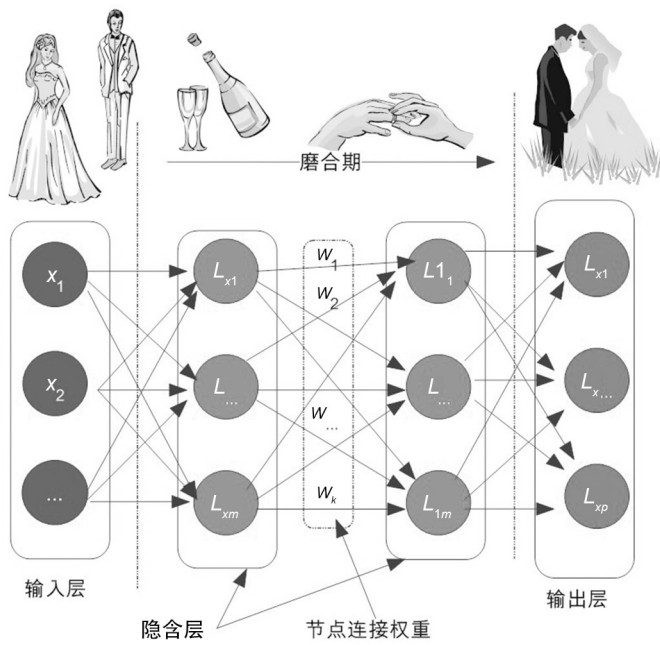 磨合期
x1
x2
...
Lx1
L...
Lxm
W1
W2
W...
Wk
L11
L...
L1m
Lx1
Lx...
Lxp
输入层
隐含层
节点连接权重
输出层